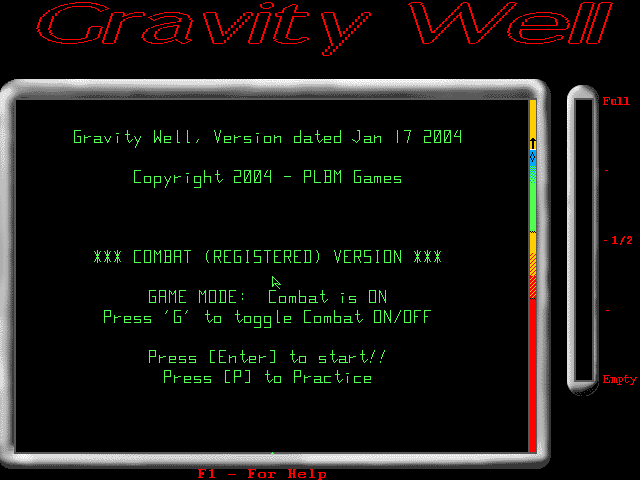 Gravity Well
Full
Gravity Well, Version dated Jan 17 2004
Copyright 2004 - PLBM Games
-
- 1/2
*** COMBAT (REGISTERED) VERSION ***
GAME MODE: Combat is ON
Press 'G' to toggle Combat ON/OFF
-
Press [Enter] to start!!
Press [P] to Practice
Empty
F1 - For Help